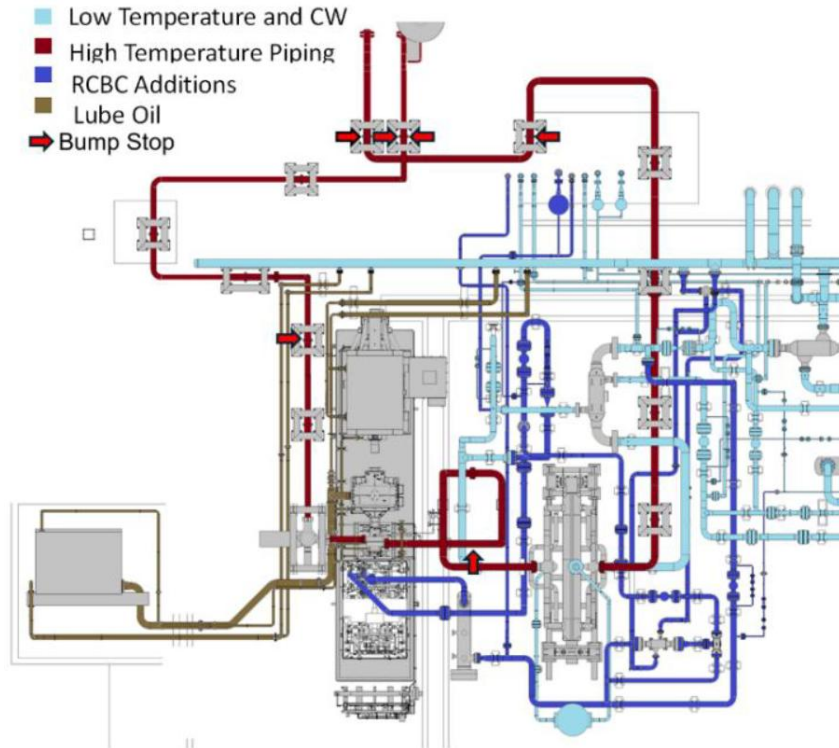 Low Temperature and CW
High Temperature Piping
RCBC Additions
Lube Oil
Bump Stop